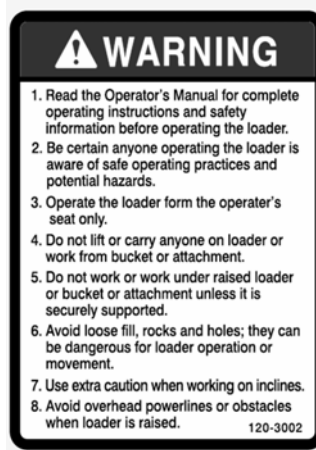 WARNING
1. Read the Operator's Manual for complete
operating instructions and safety
information before operating the loader.
2. Be certain anyone operating the loader is
aware of safe operating practices and
potential hazards.
3. Operate the loader form the operater's
seat only.
4. Do not lift or carry anyone on loader or
work from bucket or attachment.
5. Do not work or work under raised loader
or bucket or attachment unless it is
securely supported.
6. Avoid loose fill, rocks and holes; they can
be dangerous for loader operation or
movement.
7. Use extra caution when working on inclines.
8. Avoid overhead powerlines or obstacles
when loader is raised.
120-3002